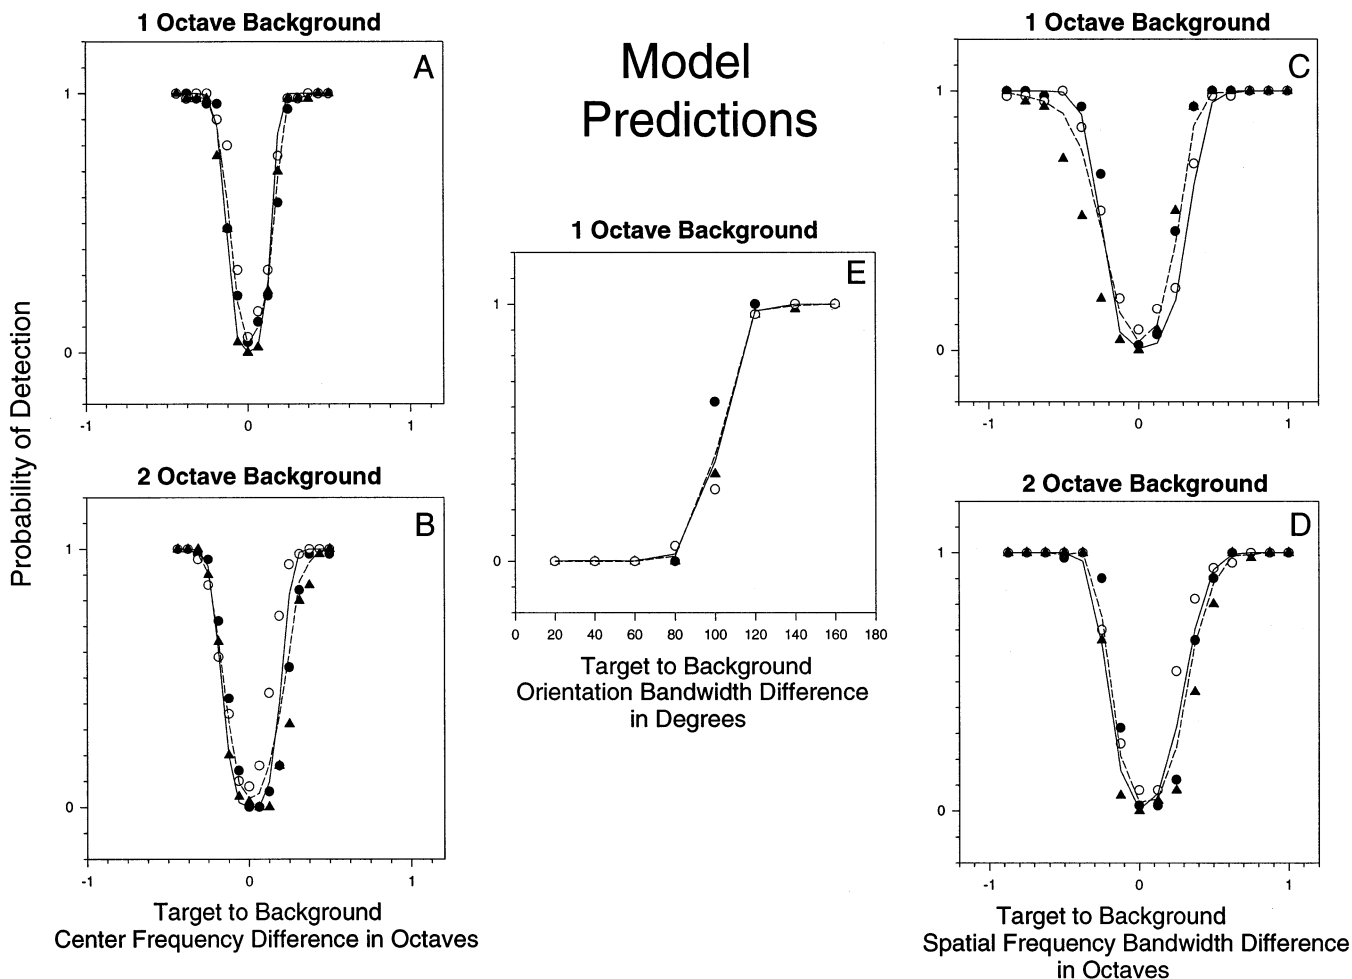 1 Octave Background
A
1
0
-1 0 1
2 Octave Background
B
1
0
-1 0 1
Target to Background
Center Frequency Difference in Octaves
Probability of Detection
Model
Predictions
1 Octave Background
E
1
0
0 20 40 60 80 100 120 140 160 180
Target to Background
Orientation Bandwidth Difference
in Degrees
1 Octave Background
C
1
0
-1 0 1
2 Octave Background
D
1
0
-1 0 1
Target to Background
Spatial Frequency Bandwidth Difference
in Octaves